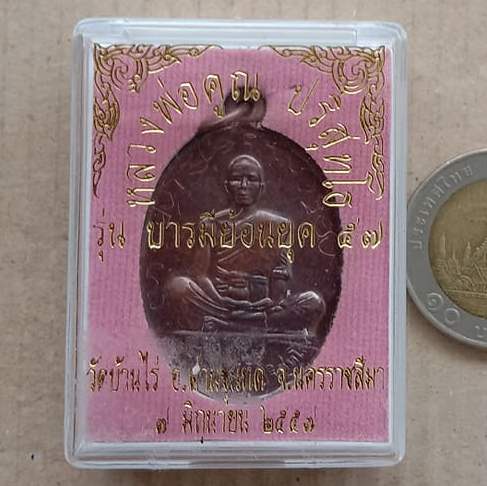 หลวงพ่อคูณ ปริสุทโธ
รุ่น บารมีย้อนยุค ๕๗
วัดบ้านไร่ อ.ด่านขุนทด จ.นครราชสีมา
๗ มิถุนายน ๒๕๕๗
ประเทศไทย
๑๐